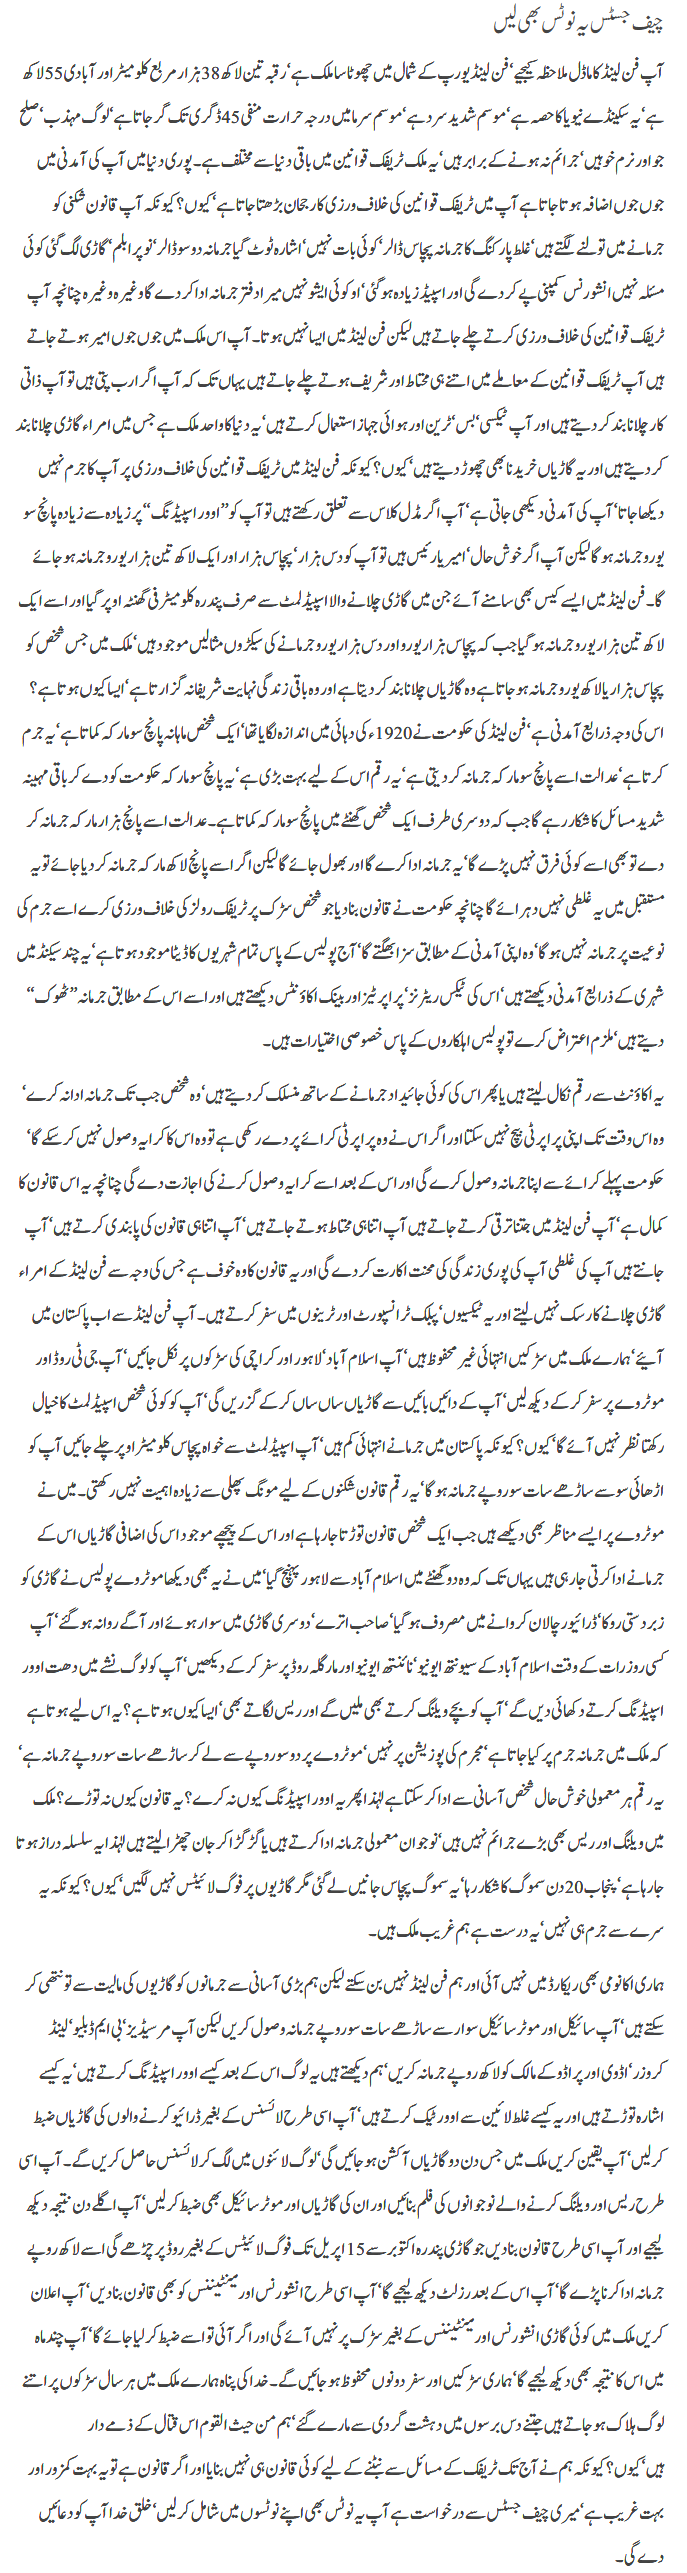 چیف جسٹس یہ نوٹس بھی لیں
آپ فن لینڈ کا ماڈل ملاحظہ کیجیے‘ فن لینڈ یورپ کے شمال میں چھوٹا سا ملک ہے‘ رقبہ تین لاکھ 38 ہزار مربع کلومیٹر اور آبادی 55 لاکھ
ہے‘ یہ سکینڈے نیویا کا حصہ ہے‘ موسم شدید سرد ہے‘ موسم سرما میں درجہ حرارت منفی 45 ڈگری تک گر جاتا ہے‘ لوگ مہذب‘ صلح
جو اور نرم خو ہیں‘ جرائم نہ ہونے کے برابر ہیں‘ یہ ملک ٹریفک قوانین میں باقی دنیا سے مختلف ہے۔ پوری دنیا میں آپ کی آمدنی میں
جوں جوں اضافہ ہوتا جاتا ہے آپ میں ٹریفک قوانین کی خلاف ورزی کا رجحان بڑھتا جاتا ہے‘ کیوں؟ کیونکہ آپ قانون شکنی کو
جرمانے میں تولنے لگتے ہیں‘ غلط پارکنگ کا جرمانہ پچاس ڈالر‘ کوئی بات نہیں‘ اشارہ ٹوٹ گیا جرمانہ دو سو ڈالر‘ نو پرابلم‘ گاڑی لگ گئی کوئی
مسئلہ نہیں انشورنس کمپنی پے کر دے گی اور اسپیڈ زیادہ ہو گئی‘ او کوئی ایشو نہیں میرا دفتر جرمانہ ادا کر دے گا وغیرہ وغیرہ چنانچہ آپ
ٹریفک قوانین کی خلاف ورزی کرتے چلے جاتے ہیں لیکن فن لینڈ میں ایسا نہیں ہوتا۔ آپ اس ملک میں جوں جوں امیر ہوتے جاتے
ہیں آپ ٹریفک قوانین کے معاملے میں اتنے ہی محتاط اور شریف ہوتے چلے جاتے ہیں یہاں تک کہ آپ اگر ارب پتی ہیں تو آپ ذاتی
کار چلانا بند کر دیتے ہیں اور آپ ٹیکسی‘ بس‘ ٹرین اور ہوائی جہاز استعمال کرتے ہیں‘ یہ دنیا کا واحد ملک ہے جس میں امراء گاڑی چلانا بند
کر دیتے ہیں اور یہ گاڑیاں خریدنا بھی چھوڑ دیتے ہیں‘ کیوں؟ کیونکہ فن لینڈ میں ٹریفک قوانین کی خلاف ورزی پر آپ کا جرم نہیں
دیکھا جاتا‘ آپ کی آمدنی دیکھی جاتی ہے‘ آپ اگر مڈل کلاس سے تعلق رکھتے ہیں تو آپ کو ”اوور اسپیڈنگ“ پر زیادہ سے زیادہ پانچ سو
یورو جرمانہ ہو گا لیکن آپ اگر خوش حال‘ امیر یا رئیس ہیں تو آپ کو دس ہزار‘ پچاس ہزار اور ایک لاکھ تین ہزار یورو جرمانہ ہو جائے
گا۔ فن لینڈ میں ایسے کیس بھی سامنے آئے جن میں گاڑی چلانے والا اسپیڈ لمٹ سے صرف پندرہ کلومیٹر فی گھنٹہ اوپر گیا اور اسے ایک
لاکھ تین ہزار یورو جرمانہ ہو گیا جب کہ پچاس ہزار یورو اور دس ہزار یورو جرمانے کی سیکڑوں مثالیں موجود ہیں‘ ملک میں جس شخص کو
پچاس ہزار یا لاکھ یورو جرمانہ ہو جاتا ہے وہ گاڑیاں چلانا بند کر دیتا ہے اور وہ باقی زندگی نہایت شریفانہ گزارتا ہے‘ ایسا کیوں ہوتا ہے؟
اس کی وجہ ذرایع آمدنی ہے‘ فن لینڈ کی حکومت نے 1920ء کی دہائی میں اندازہ لگایا تھا‘ ایک شخص ماہانہ پانچ سو مارکہ کماتا ہے‘ یہ جرم
کرتا ہے‘ عدالت اسے پانچ سو مارکہ جرمانہ کر دیتی ہے‘ یہ رقم اس کے لیے بہت بڑی ہے‘ یہ پانچ سو مارکہ حکومت کو دے کر باقی مہینہ
شدید مسائل کا شکار رہے گا جب کہ دوسری طرف ایک شخص گھنٹے میں پانچ سو مارکہ کماتا ہے۔ عدالت اسے پانچ ہزار مارکہ جرمانہ کر
دے تو بھی اسے کوئی فرق نہیں پڑے گا‘ یہ جرمانہ ادا کرے گا اور بھول جائے گا لیکن اگر اسے پانچ لاکھ مارکہ جرمانہ کر دیا جائے تو یہ
مستقبل میں یہ غلطی نہیں دہرائے گا چنانچہ حکومت نے قانون بنا دیا جو شخص سڑک پر ٹریفک رولز کی خلاف ورزی کرے اسے جرم کی
نوعیت پر جرمانہ نہیں ہو گا‘ وہ اپنی آمدنی کے مطابق سزا بھگتے گا‘ آج پولیس کے پاس تمام شہریوں کا ڈیٹا موجود ہوتا ہے‘ یہ چند سیکنڈ میں
شہری کے ذرایع آمدنی دیکھتے ہیں‘ اس کی ٹیکس ریٹرنز‘ پراپرٹیز اور بینک اکاؤنٹس دیکھتے ہیں اور اسے اس کے مطابق جرمانہ ”ٹھوک“
دیتے ہیں‘ ملزم اعتراض کرے تو پولیس اہلکاروں کے پاس خصوصی اختیارات ہیں۔
یہ اکاؤنٹ سے رقم نکال لیتے ہیں یا پھر اس کی کوئی جائیداد جرمانے کے ساتھ منسلک کر دیتے ہیں‘ وہ شخص جب تک جرمانہ ادا نہ کرے‘
وہ اس وقت تک اپنی پراپرٹی بیچ نہیں سکتا اور اگر اس نے وہ پراپرٹی کرائے پر دے رکھی ہے تو وہ اس کا کرایہ وصول نہیں کر سکے گا‘
حکومت پہلے کرائے سے اپنا جرمانہ وصول کرے گی اور اس کے بعد اسے کرایہ وصول کرنے کی اجازت دے گی چنانچہ یہ اس قانون کا
کمال ہے‘ آپ فن لینڈ میں جتنا ترقی کرتے جاتے ہیں آپ اتنا ہی محتاط ہوتے جاتے ہیں‘ آپ اتنا ہی قانون کی پابندی کرتے ہیں‘ آپ
جانتے ہیں آپ کی غلطی آپ کی پوری زندگی کی محنت اکارت کر دے گی اور یہ قانون کا وہ خوف ہے جس کی وجہ سے فن لینڈ کے امراء
گاڑی چلانے کا رسک نہیں لیتے اور یہ ٹیکسیوں‘ پبلک ٹرانسپورٹ اور ٹرینوں میں سفر کرتے ہیں۔ آپ فن لینڈ سے اب پاکستان میں
آیئے‘ ہمارے ملک میں سڑکیں انتہائی غیر محفوظ ہیں‘ آپ اسلام آباد‘ لاہور اور کراچی کی سڑکوں پر نکل جائیں‘ آپ جی ٹی روڈ اور
موٹر وے پر سفر کر کے دیکھ لیں‘ آپ کے دائیں بائیں سے گاڑیاں ساں ساں کر کے گزریں گی‘ آپ کو کوئی شخص اسپیڈ لمٹ کا خیال
رکھتا نظر نہیں آئے گا‘ کیوں؟ کیونکہ پاکستان میں جرمانے انتہائی کم ہیں‘ آپ اسپیڈ لمٹ سے خواہ پچاس کلومیٹر اوپر چلے جائیں آپ کو
اڑھائی سو سے ساڑھے سات سو روپے جرمانہ ہو گا‘ یہ رقم قانون شکنوں کے لیے مونگ پھلی سے زیادہ اہمیت نہیں رکھتی۔ میں نے
موٹر وے پر ایسے مناظر بھی دیکھے ہیں جب ایک شخص قانون توڑتا جا رہا ہے اور اس کے پیچھے موجود اس کی اضافی گاڑیاں اس کے
جرمانے ادا کرتی جا رہی ہیں یہاں تک کہ وہ دو گھنٹے میں اسلام آباد سے لاہور پہنچ گیا‘ میں نے یہ بھی دیکھا موٹر وے پولیس نے گاڑی کو
زبردستی روکا‘ ڈرائیور چالان کروانے میں مصروف ہو گیا‘ صاحب اترے‘ دوسری گاڑی میں سوار ہوئے اور آگے روانہ ہو گئے‘ آپ
کسی روز رات کے وقت اسلام آباد کے سیونتھ ایونیو‘ نائنتھ ایونیو اور مارگلہ روڈ پر سفر کر کے دیکھیں‘ آپ کو لوگ نشے میں دھت اوور
اسپیڈنگ کرتے دکھائی دیں گے‘ آپ کو بچے ویلنگ کرتے بھی ملیں گے اور ریس لگاتے بھی‘ ایسا کیوں ہوتا ہے؟ یہ اس لیے ہوتا ہے
کہ ملک میں جرمانہ جرم پر کیا جاتا ہے‘ مجرم کی پوزیشن پر نہیں‘ موٹر وے پر دو سو روپے سے لے کر ساڑھے سات سو روپے جرمانہ ہے‘
یہ رقم ہر معمولی خوش حال شخص آسانی سے ادا کر سکتا ہے لہٰذا پھر یہ اوور اسپیڈنگ کیوں نہ کرے؟ یہ قانون کیوں نہ توڑے؟ ملک
میں ویلنگ اور ریس بھی بڑے جرائم نہیں ہیں‘ نوجوان معمولی جرمانہ ادا کرتے ہیں یا گڑگڑا کر جان چھڑا لیتے ہیں لہٰذا یہ سلسلہ دراز ہوتا
جا رہا ہے‘ پنجاب 20 دن سموگ کا شکار رہا‘ یہ سموگ پچاس جانیں لے گئی مگر گاڑیوں پر فوگ لائیٹس نہیں لگیں‘ کیوں؟ کیونکہ یہ
سرے سے جرم ہی نہیں‘ یہ درست ہے ہم غریب ملک ہیں۔
ہماری اکانومی بھی ریکارڈ میں نہیں آئی اور ہم فن لینڈ نہیں بن سکتے لیکن ہم بڑی آسانی سے جرمانوں کو گاڑیوں کی مالیت سے تو نتھی کر
سکتے ہیں‘ آپ سائیکل اور موٹر سائیکل سوار سے ساڑھے سات سو روپے جرمانہ وصول کریں لیکن آپ مرسیڈیز‘ بی ایم ڈبلیو‘ لینڈ
کروزر‘ اڈوی اور پراڈو کے مالک کو لاکھ روپے جرمانہ کریں‘ ہم دیکھتے ہیں یہ لوگ اس کے بعد کیسے اوور اسپیڈنگ کرتے ہیں‘ یہ کیسے
اشارہ توڑتے ہیں اور یہ کیسے غلط لائین سے اوور ٹیک کرتے ہیں‘ آپ اسی طرح لائسنس کے بغیر ڈرائیو کرنے والوں کی گاڑیاں ضبط
کر لیں‘ آپ یقین کریں ملک میں جس دن دو گاڑیاں آکشن ہو جائیں گی‘ لوگ لائنوں میں لگ کر لائسنس حاصل کریں گے۔ آپ اسی
طرح ریس اور ویلنگ کرنے والے نوجوانوں کی فلم بنائیں اور ان کی گاڑیاں اور موٹر سائیکل بھی ضبط کر لیں‘ آپ اگلے دن نتیجہ دیکھ
لیجیے اور آپ اسی طرح قانون بنا دیں جو گاڑی پندرہ اکتوبر سے 15 اپریل تک فوگ لائیٹس کے بغیر روڈ پر چڑھے گی اسے لاکھ روپے
جرمانہ ادا کرنا پڑے گا‘ آپ اس کے بعد رزلٹ دیکھ لیجیے گا‘ آپ اسی طرح انشورنس اور مینٹیننس کو بھی قانون بنا دیں‘ آپ اعلان
کریں ملک میں کوئی گاڑی انشورنس اور مینٹیننس کے بغیر سڑک پر نہیں آئے گی اور اگر آئی تو اسے ضبط کر لیا جائے گا‘ آپ چند ماہ
میں اس کا نتیجہ بھی دیکھ لیجیے گا‘ ہماری سڑکیں اور سفر دونوں محفوظ ہو جائیں گے۔ خدا کی پناہ ہمارے ملک میں ہر سال سڑکوں پر اتنے
لوگ ہلاک ہو جاتے ہیں جتنے دس برسوں میں دہشت گردی سے مارے گئے‘ ہم من حیث القوم اس قتال کے ذمے دار
ہیں‘ کیوں؟ کیونکہ ہم نے آج تک ٹریفک کے مسائل سے نبٹنے کے لیے کوئی قانون ہی نہیں بنایا اور اگر قانون ہے تو یہ بہت کمزور اور
بہت غریب ہے‘ میری چیف جسٹس سے درخواست ہے آپ یہ نوٹس بھی اپنے نوٹسوں میں شامل کر لیں‘ خلق خدا آپ کو دعائیں
دے گی۔